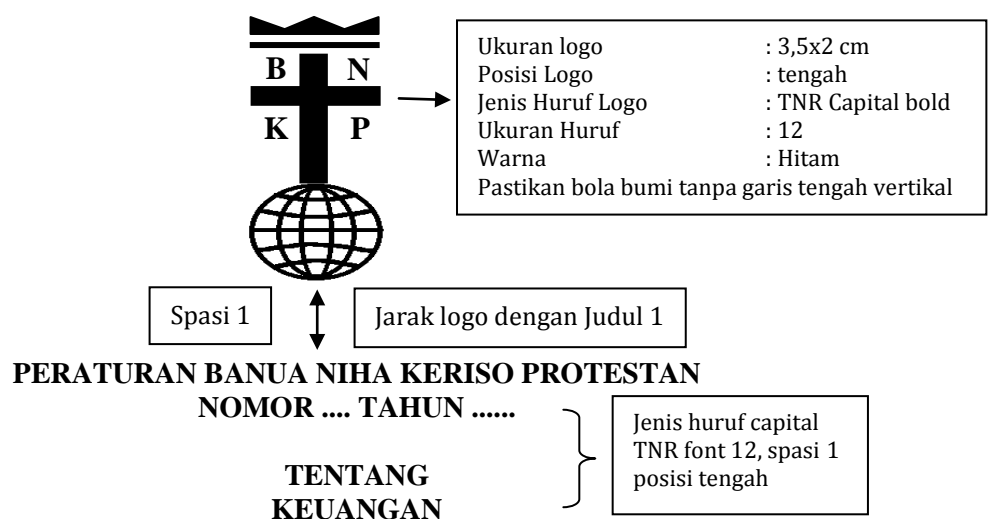 B N
K P
Ukuran logo : 3,5x2 cm
Posisi Logo : tengah
Jenis Huruf Logo : TNR Capital bold
Ukuran Huruf : 12
Warna : Hitam
Pastikan bola bumi tanpa garis tengah vertikal
Spasi 1
Jarak logo dengan Judul 1
PERATURAN BANUA NIHA KERISO PROTESTAN
NOMOR .... TAHUN ......
Jenis huruf capital
TNR font 12, spasi 1
posisi tengah
TENTANG
KEUANGAN